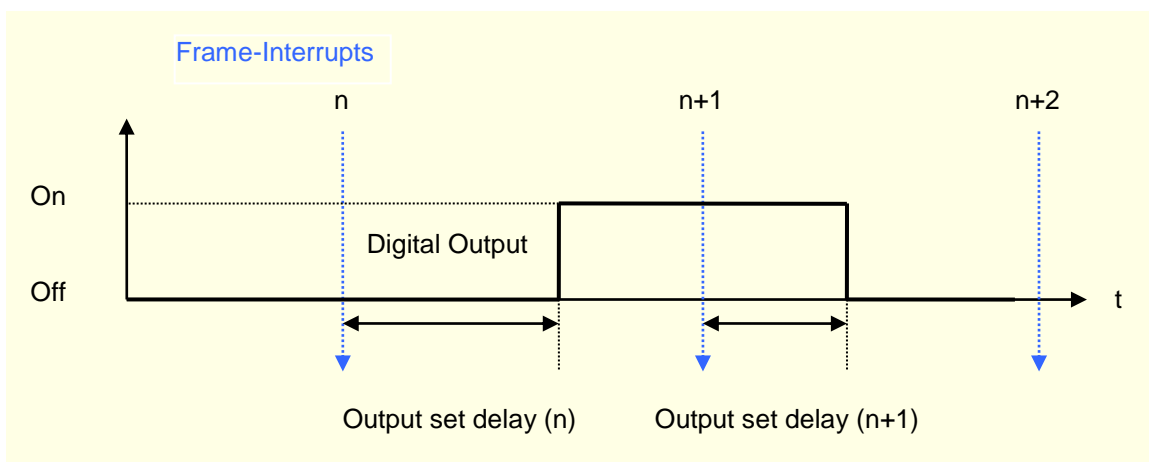 Frame-Interrupts
n
n+1
n+2
On
Digital Output
Off
t
Output set delay (n)
Output set delay (n+1)